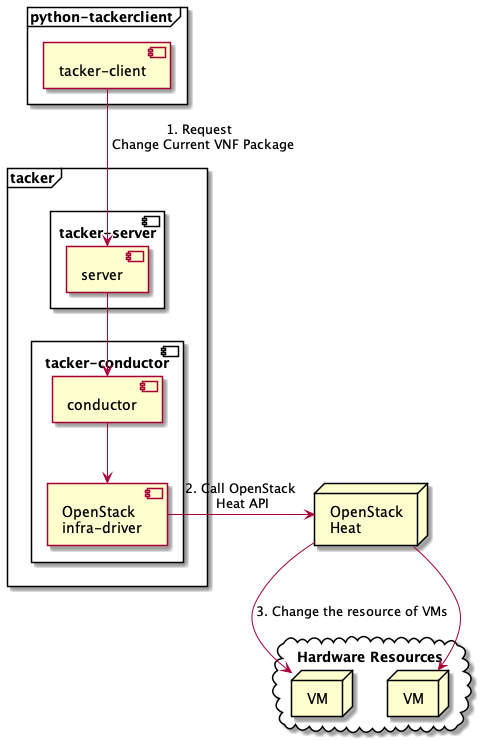 python-tackerclient
tacker-client
1. Request
Change Current VNF Package
tacker
tacker-server
server
tacker-conductor
conductor
OpenStack
infra-driver
2. Call OpenStack
Heat API
OpenStack
Heat
3. Change the resource of VMs
Hardware Resources
VM
VM